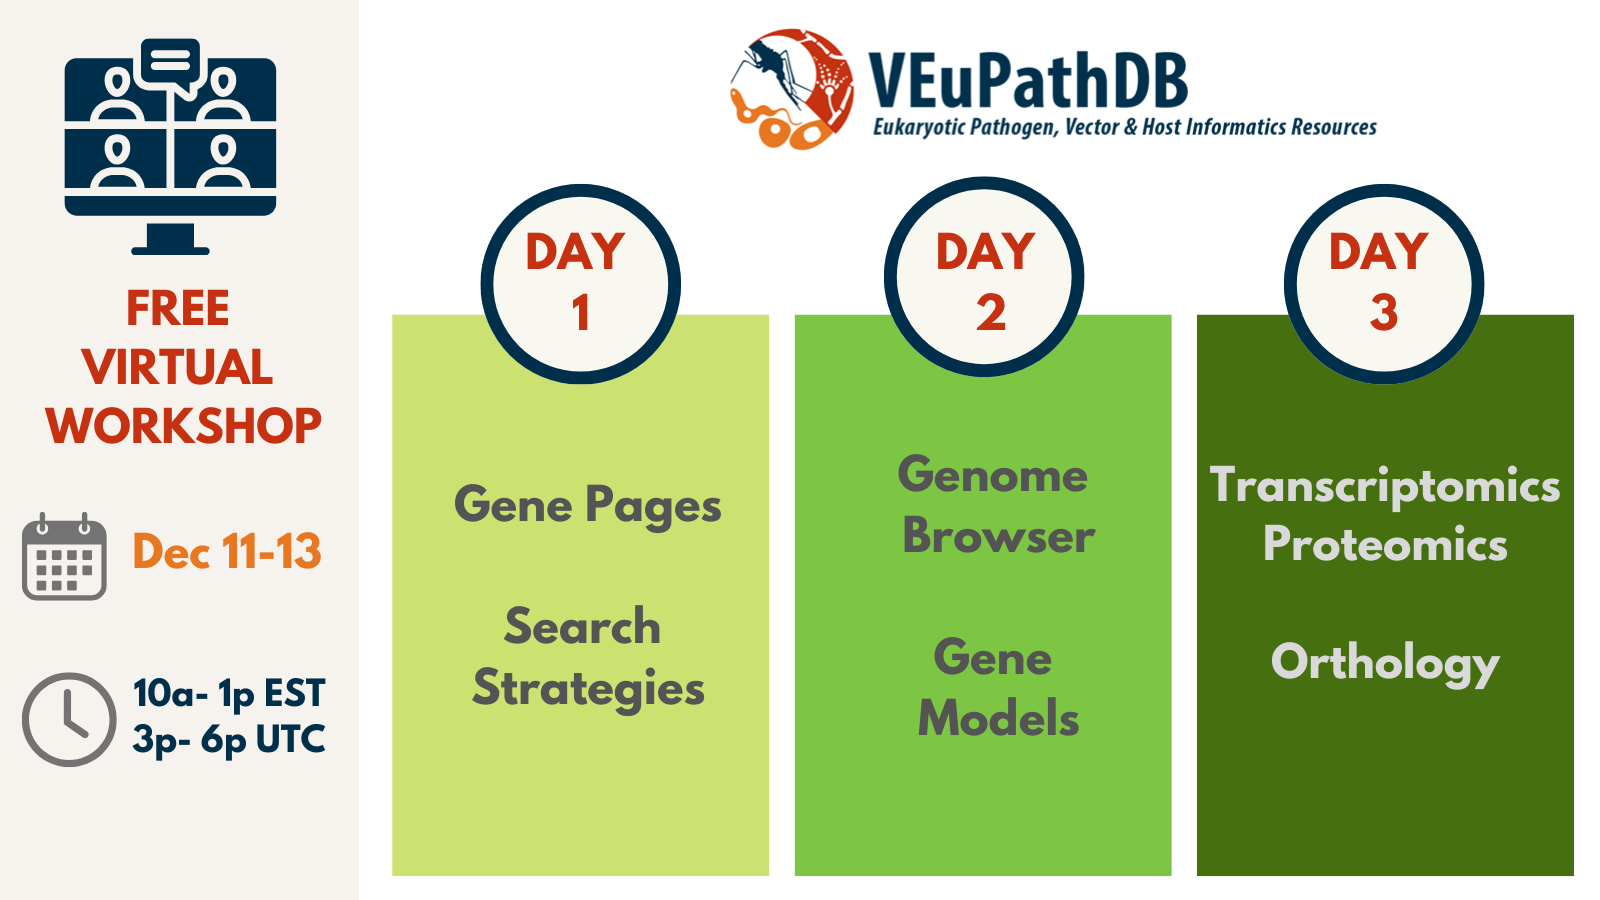 FREE
VIRTUAL
WORKSHOP
Dec 11-13
10a- 1p EST
3p- 6p UTC
VEuPathDB
Eukaryotic Pathogen, Vector & Host Informatics Resources
DAY
1
Gene Pages
Search
Strategies
DAY
2
Genome
Browser
Gene
Models
DAY
3
Transcriptomics
Proteomics
Orthology